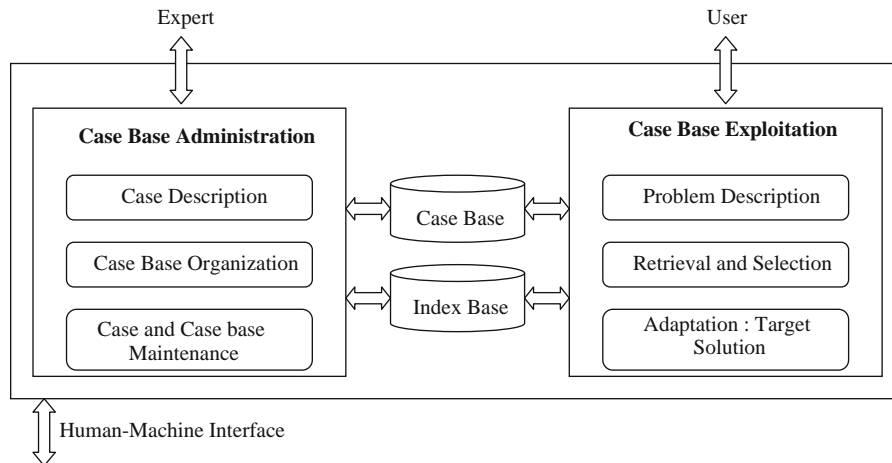 Expert
User
Case Base Administration
Case Description
Case Base Organization
Case and Case base
Maintenance
Case Base
Index Base
Case Base Exploitation
Problem Description
Retrieval and Selection
Adaptation : Target
Solution
Human-Machine Interface